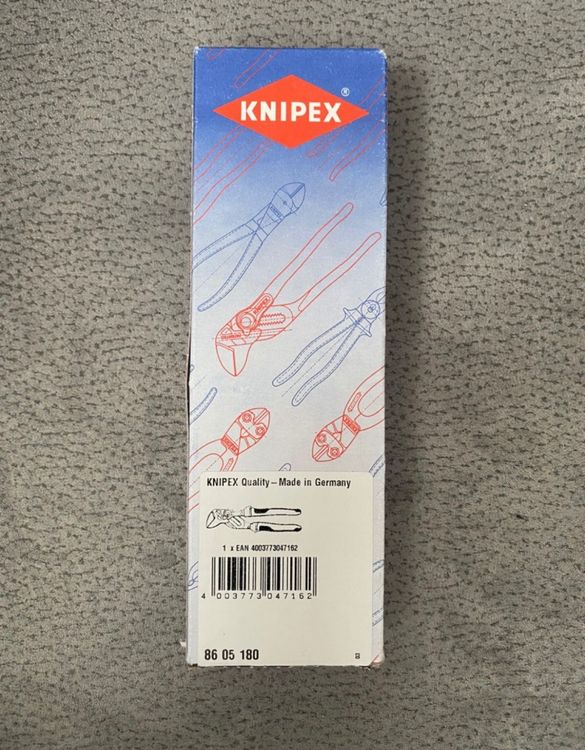 KNIPEX ®
KNIPEX Quality – Made in Germany
1 x EAN 4003773047162
4 003773 047162
86 05 180